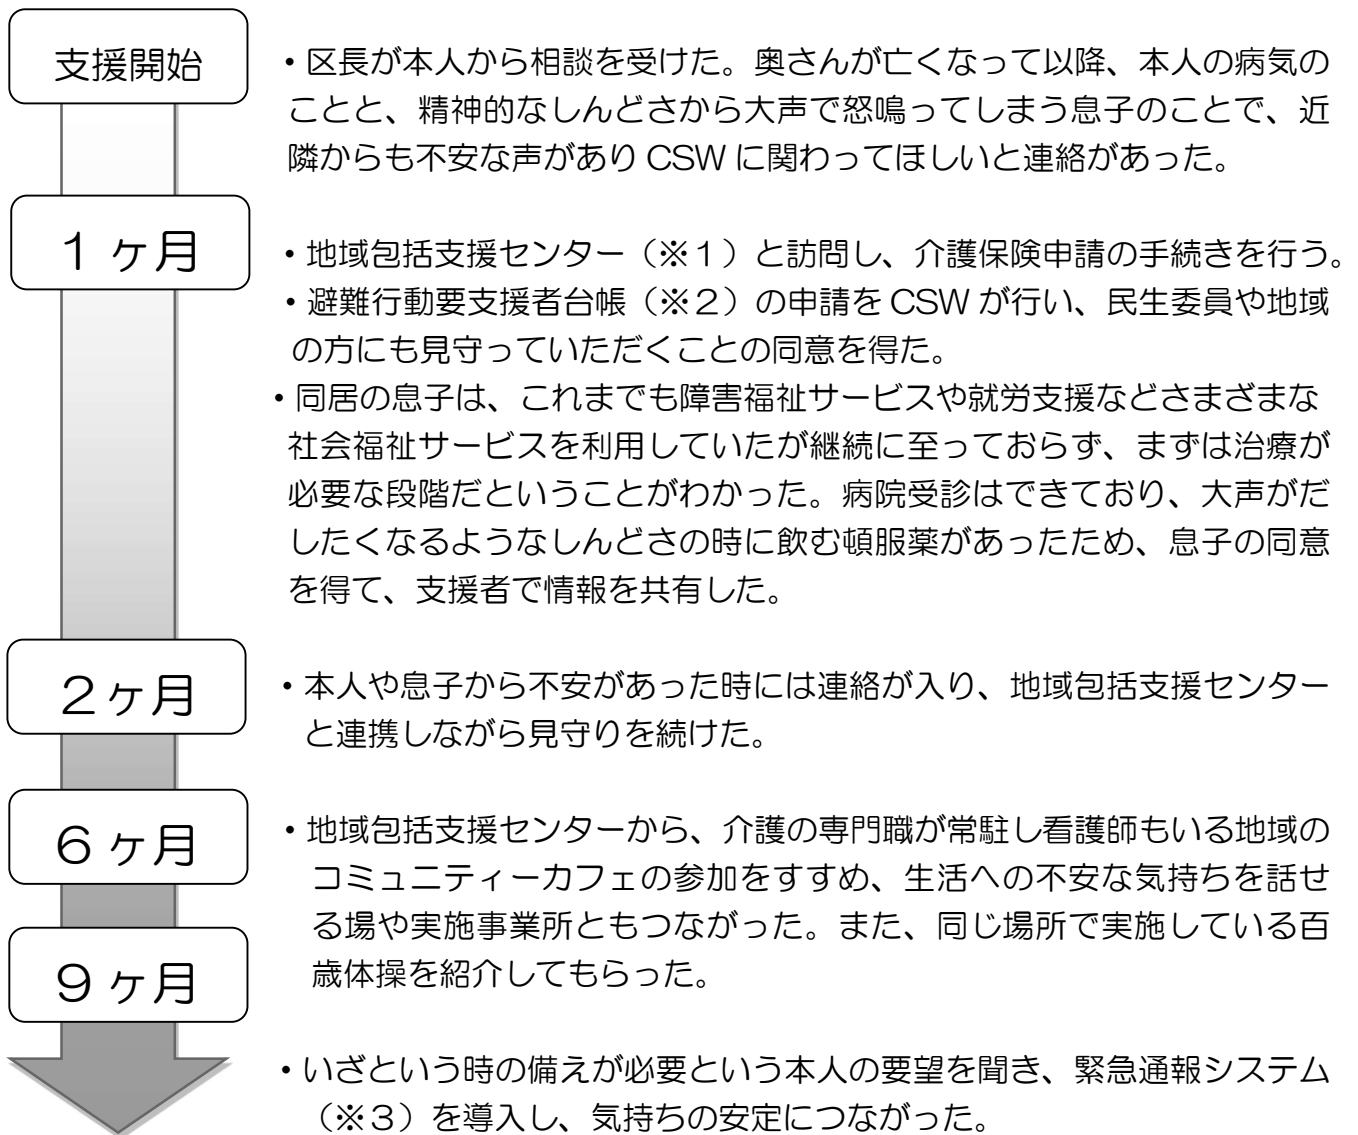 支援開始
・区長が本人から相談を受けた。奥さんが亡くなって以降、本人の病気の
ことと、精神的なしんどさから大声で怒鳴ってしまう息子のことで、近
隣からも不安な声がありCSWに関わってほしいと連絡があった。
1ヶ月
・地域包括支援センター（※1）と訪問し、介護保険申請の手続きを行う。
・避難行動要支援者台帳（※2）の申請をCSWが行い、民生委員や地域
の方にも見守っていただくことの同意を得た。
・同居の息子は、これまでも障害福祉サービスや就労支援などさまざまな
社会福祉サービスを利用していたが継続に至っておらず、まずは治療が
必要な段階だということがわかった。病院受診はできており、大声がだ
したくなるようなしんどさの時に飲む頓服薬があったため、息子の同意
を得て、支援者で情報を共有した。
2ヶ月
・本人や息子から不安があった時には連絡が入り、地域包括支援センター
と連携しながら見守りを続けた。
6ヶ月
・地域包括支援センターから、介護の専門職が常駐し看護師もいる地域の
コミュニティーカフェの参加をすすめ、生活への不安な気持ちを話せ
る場や実施事業所ともつながった。また、同じ場所で実施している百
歳体操を紹介してもらった。
9ヶ月
・いざという時の備えが必要という本人の要望を聞き、緊急通報システム
（※3）を導入し、気持ちの安定につながった。